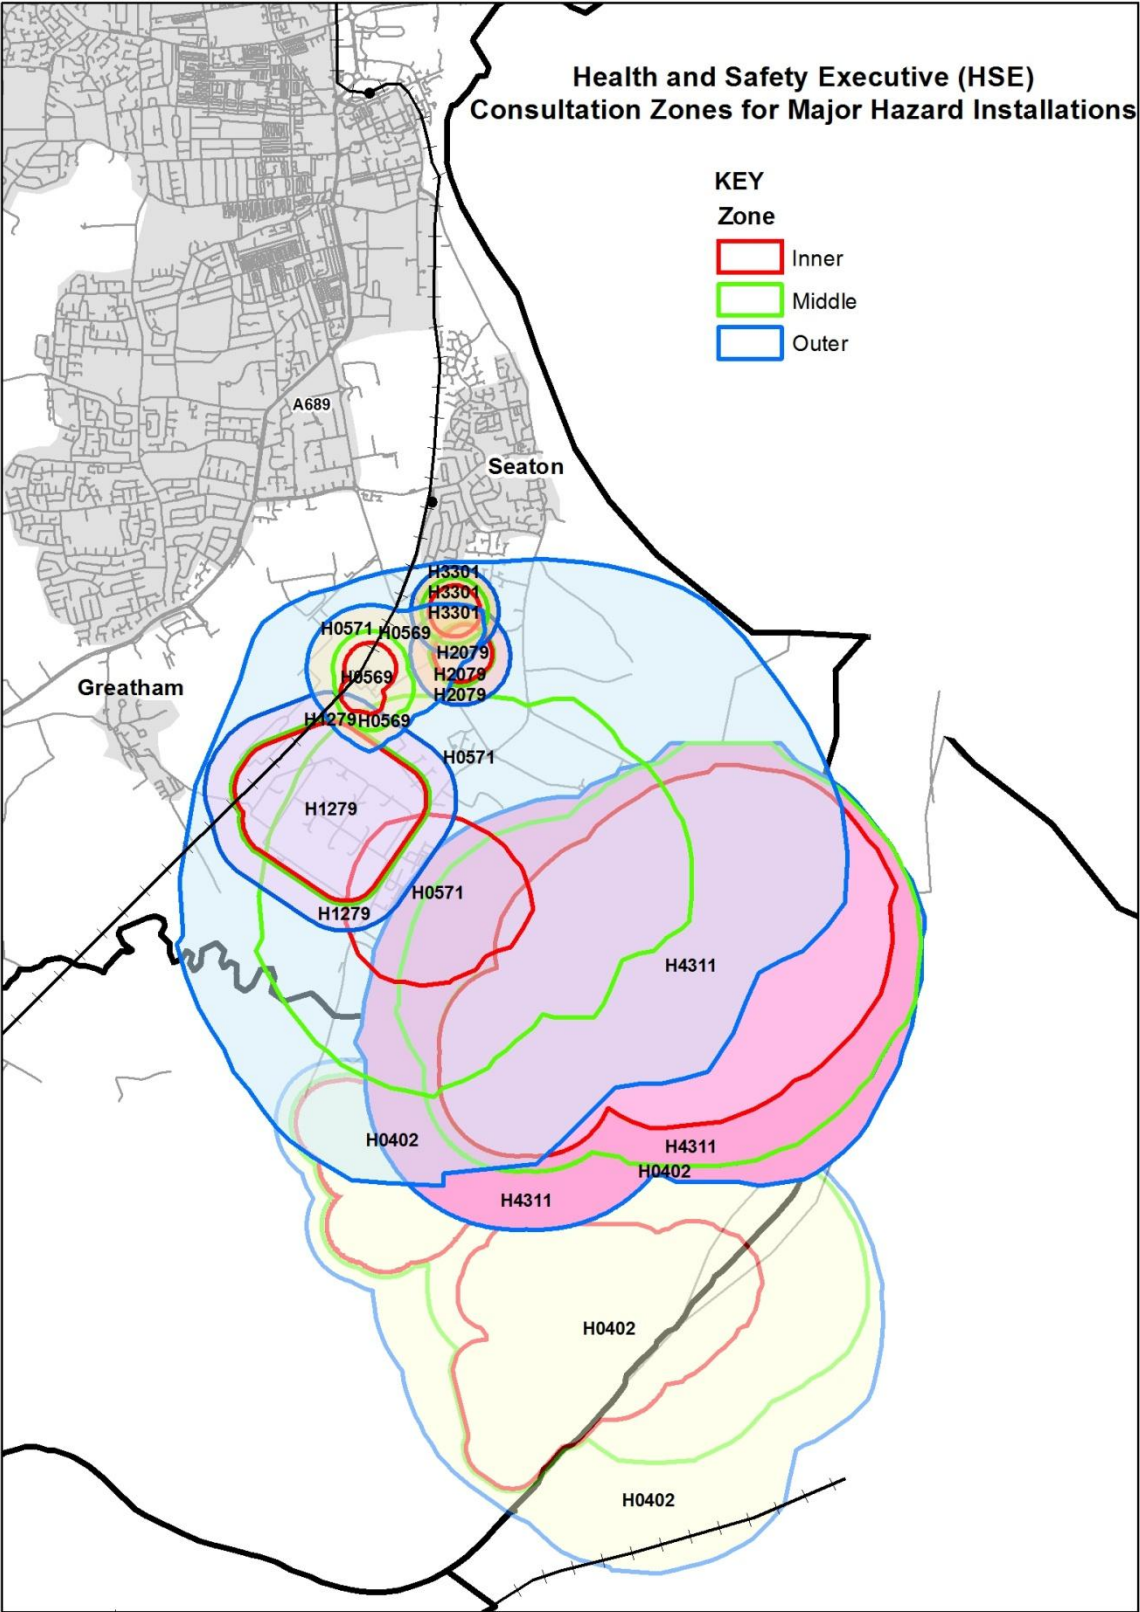 Health and Safety Executive (HSE)
Consultation Zones for Major Hazard Installations
KEY
Zone
Inner
Middle
Outer
A689
Seaton
H3301
H3301
H3301
H0571
H0569
H2079
H0569
H2079
Greatham
H2079
H1279
H0569
H0571
H1279
H0571
H1279
H4311
H0402
H4311
H0402
H4311
H0402
H0402